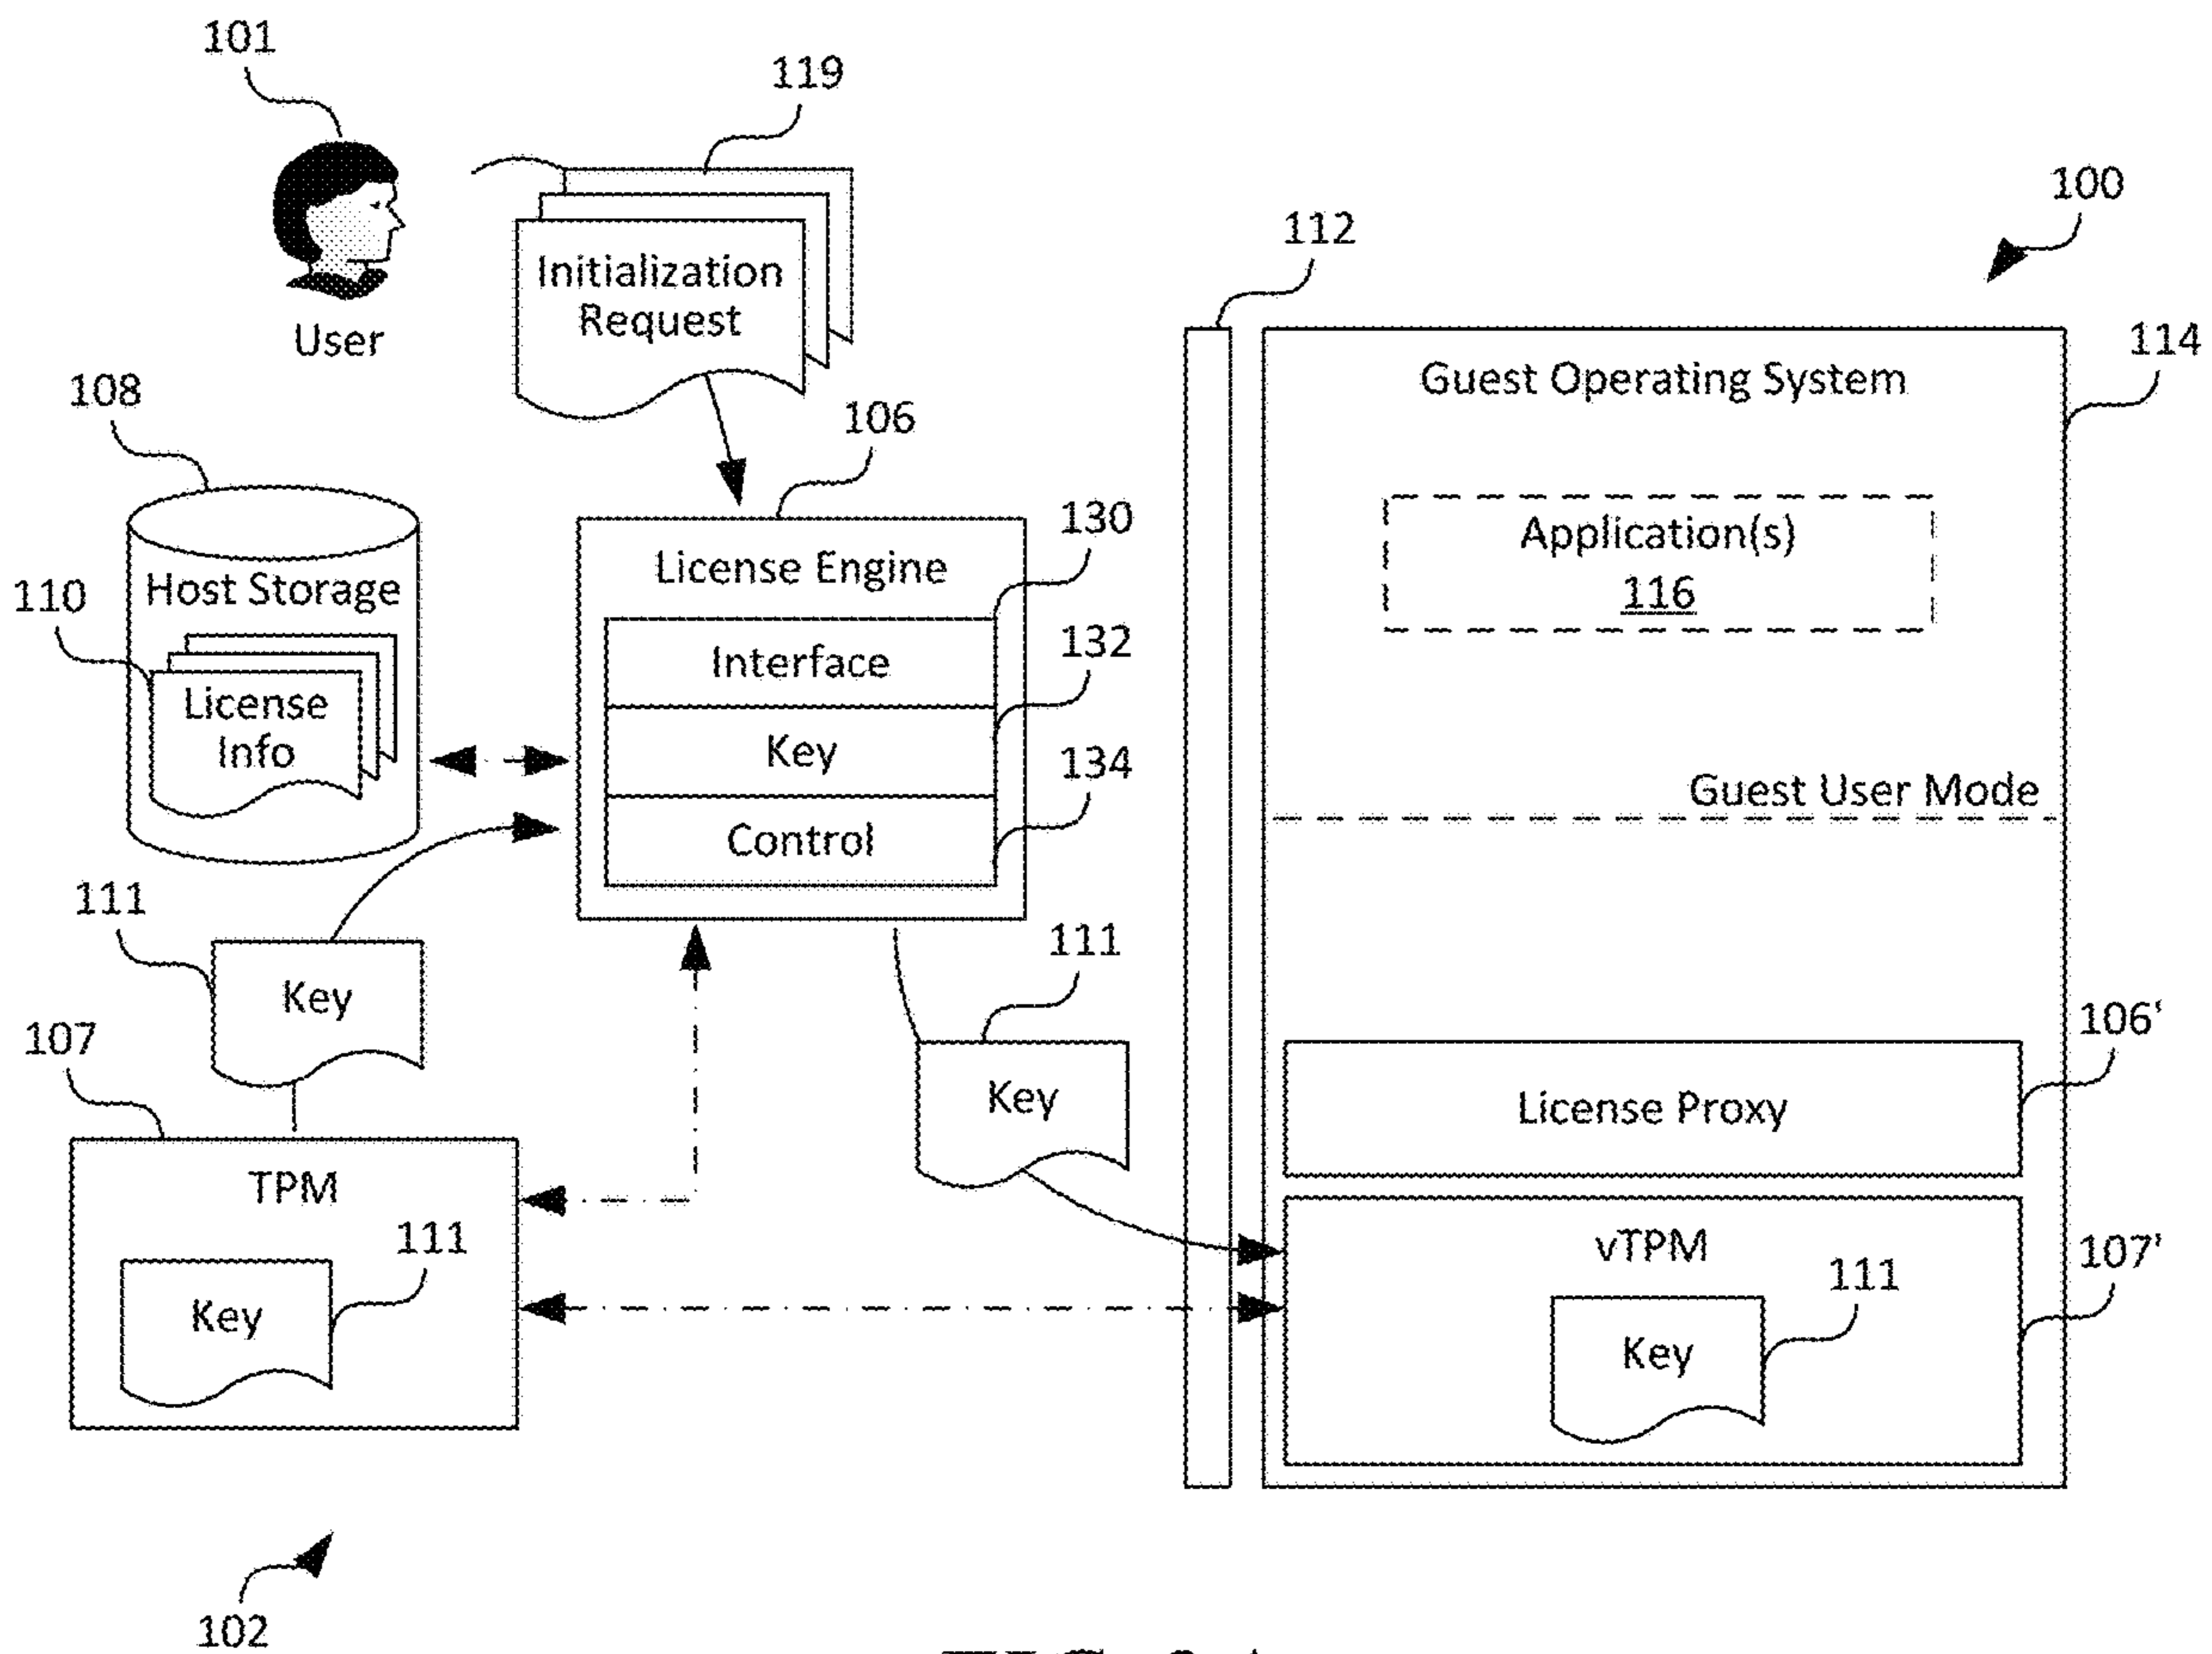 101
119
100
112
Initialization
Request
User
114
Guest Operating System
108
106
130
Application(s)
116
License Engine
110
Host Storage
132
Interface
License
Info
Key
134
Guest User Mode
Control
111
111
Key
107
106'
Key
License Proxy
TPM
111
vTPM
107'
111
Key
Key
102